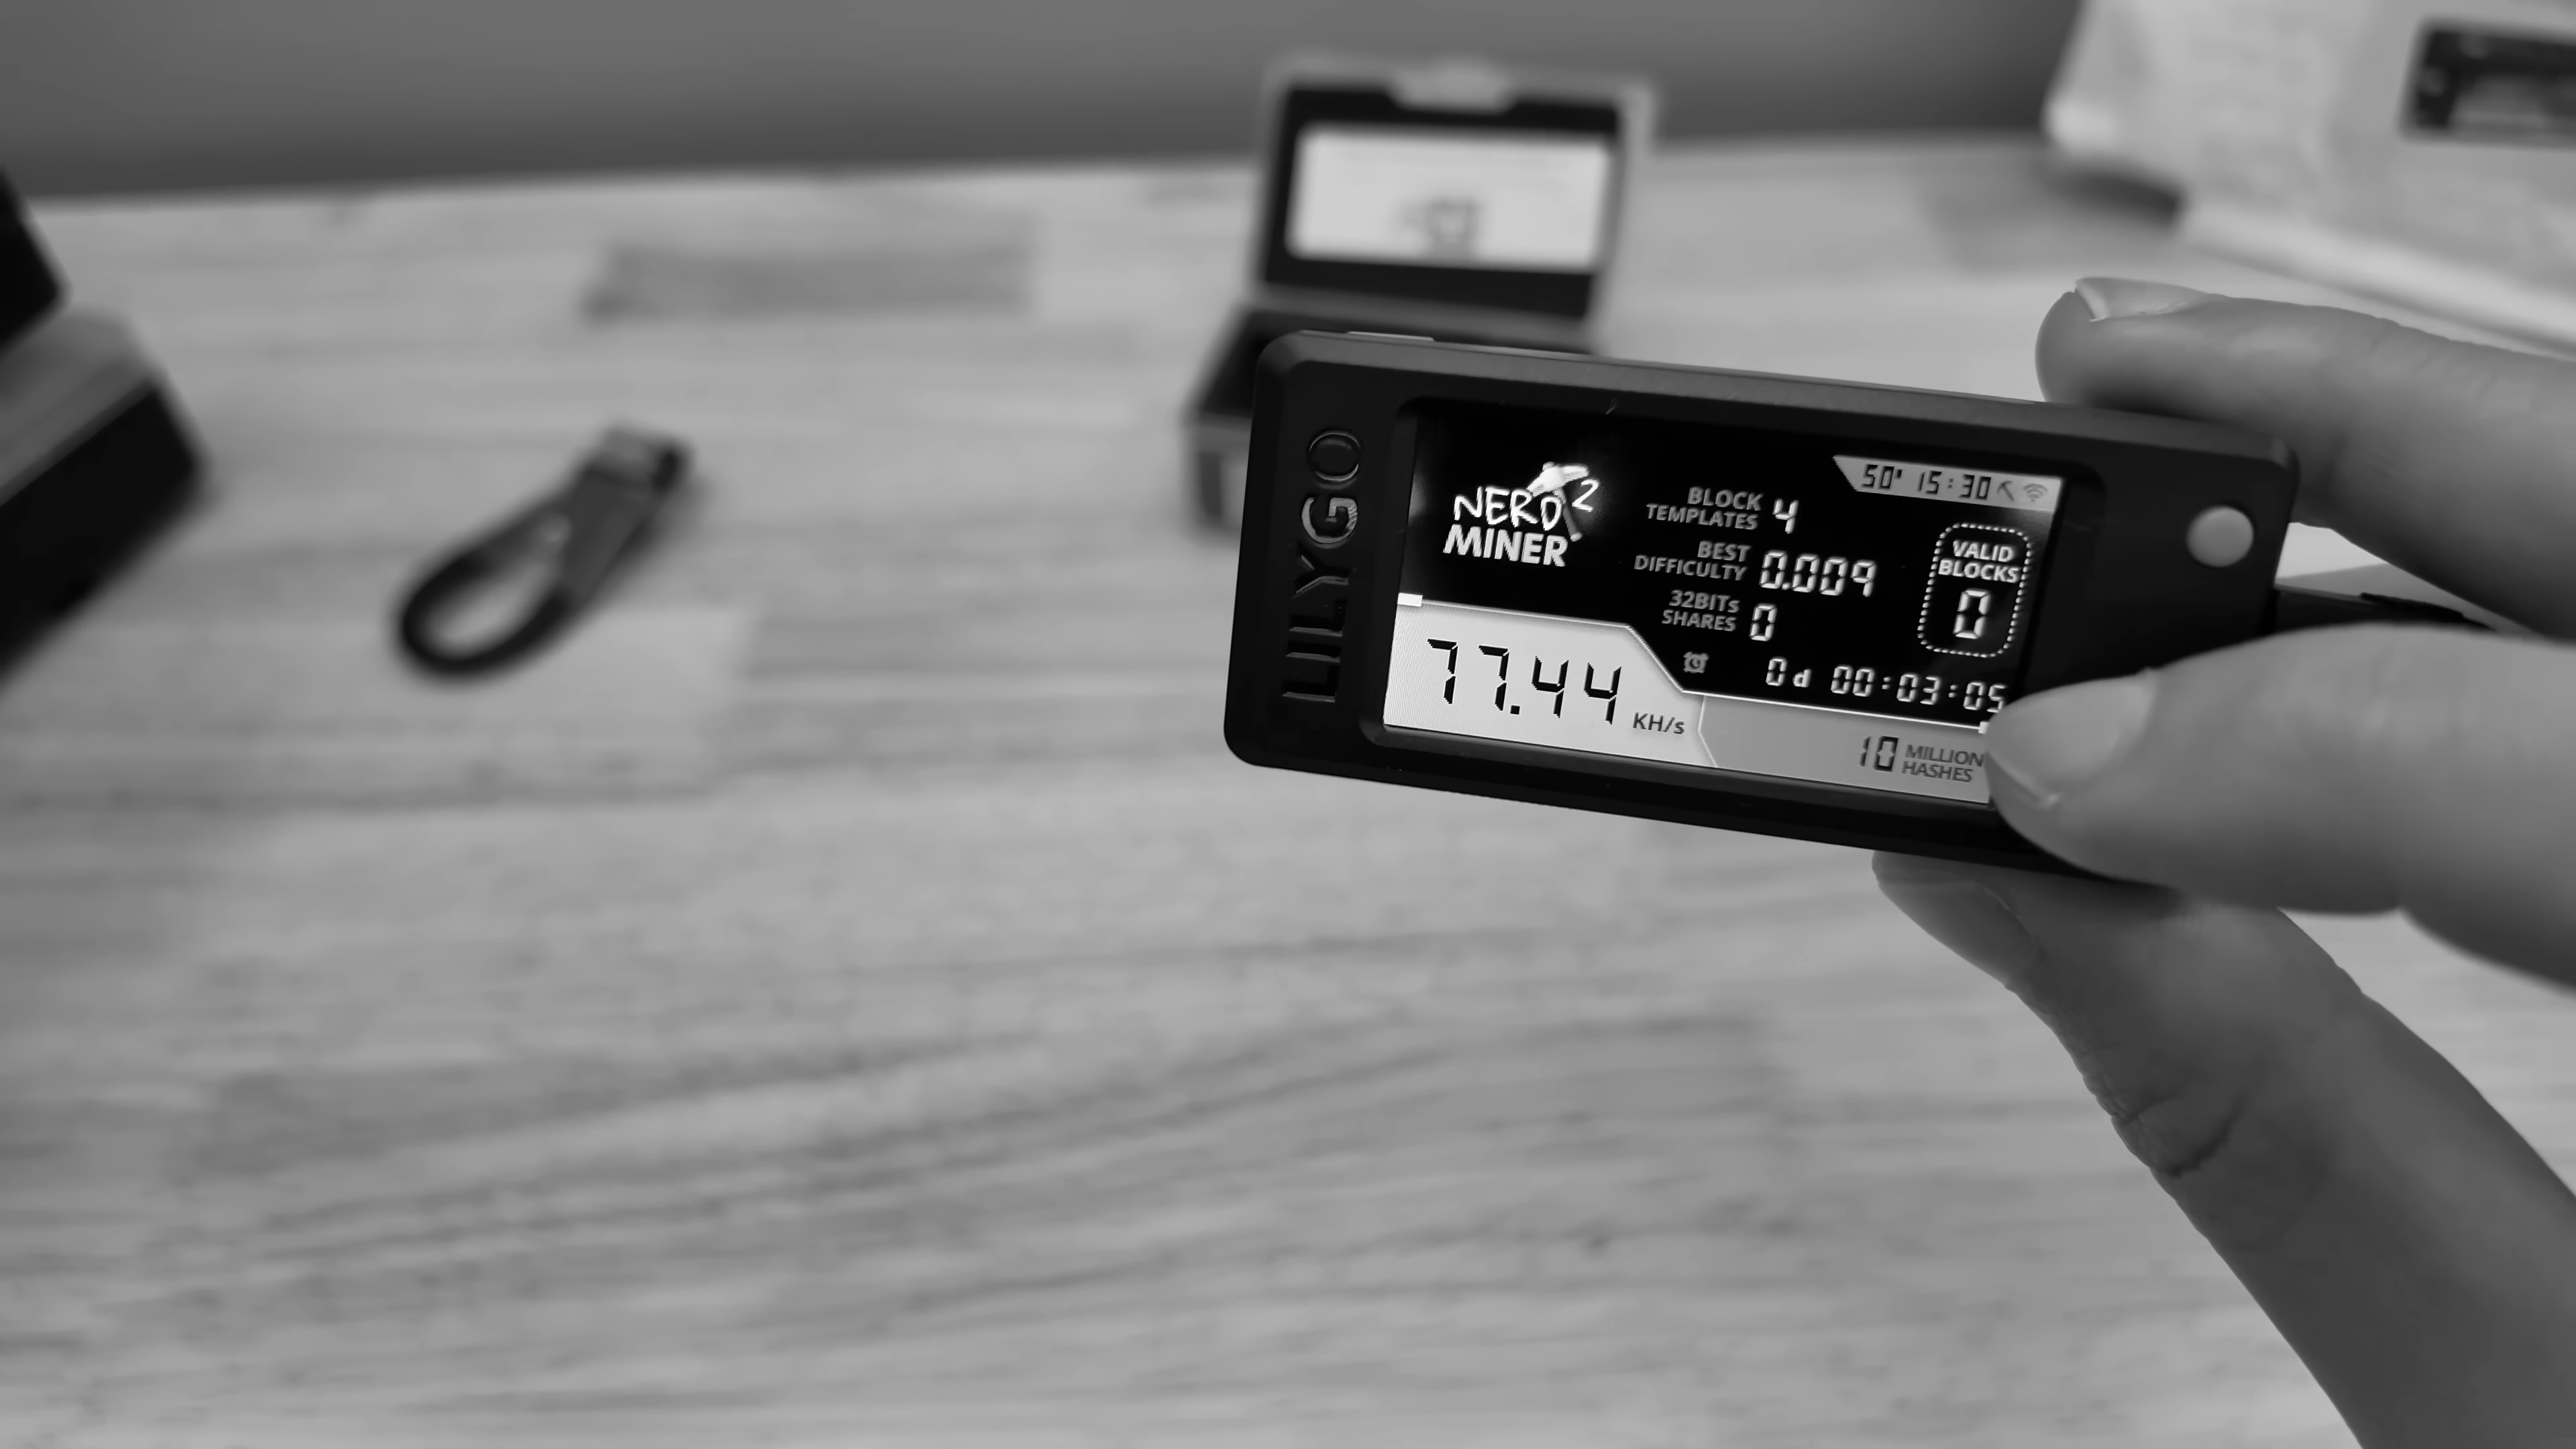 LILYGO
NERD 2
MINER
50° 15:30
BLOCK
TEMPLATES 4
BEST
DIFFICULTY 0.009
32BITs
SHARES 0
VALID
BLOCKS
0
0d 00:03:05
77.44 KH/s
10 MILLION
HASHES